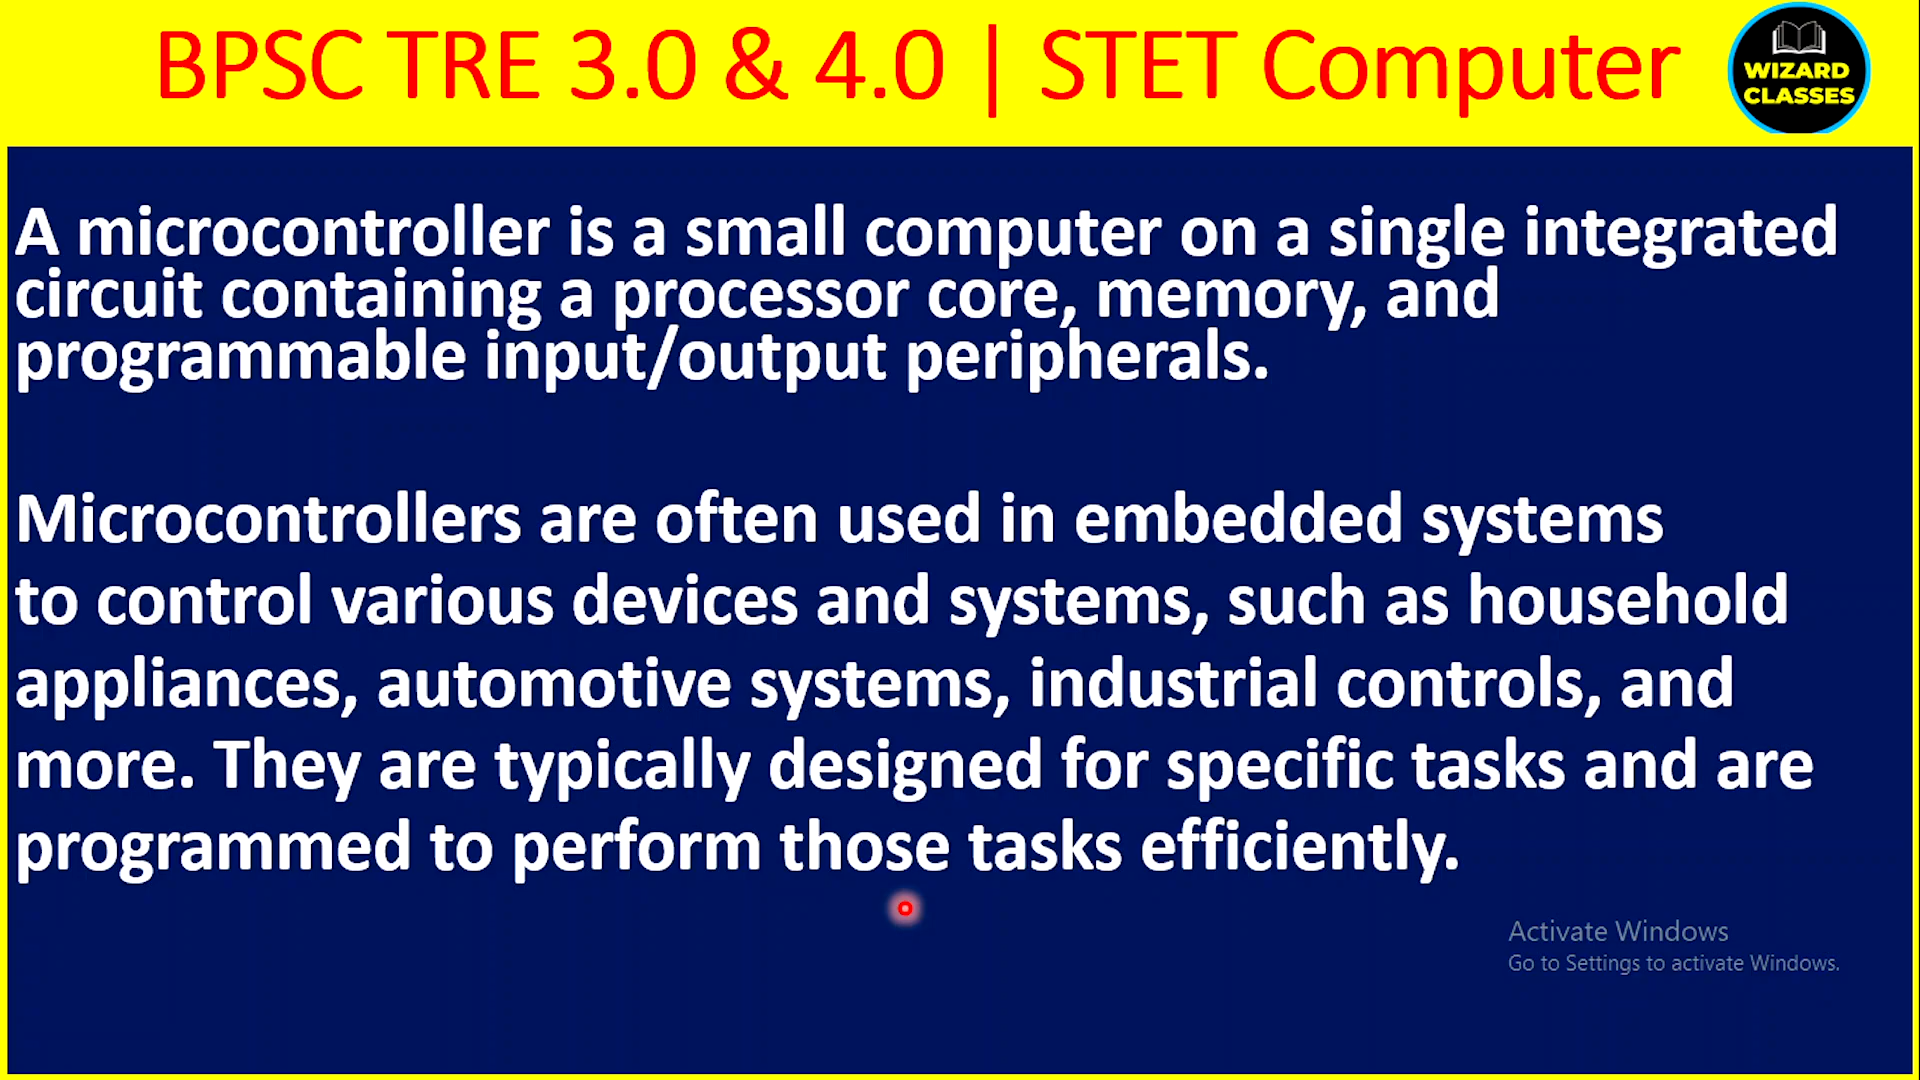 BPSC TRE 3.0 & 4.0 | STET Computer
WIZARD
CLASSES
A microcontroller is a small computer on a single integrated
circuit containing a processor core, memory, and
programmable input/output peripherals.
Microcontrollers are often used in embedded systems
to control various devices and systems, such as household
appliances, automotive systems, industrial controls, and
more. They are typically designed for specific tasks and are
programmed to perform those tasks efficiently.
Activate Windows
Go to Settings to activate Windows.